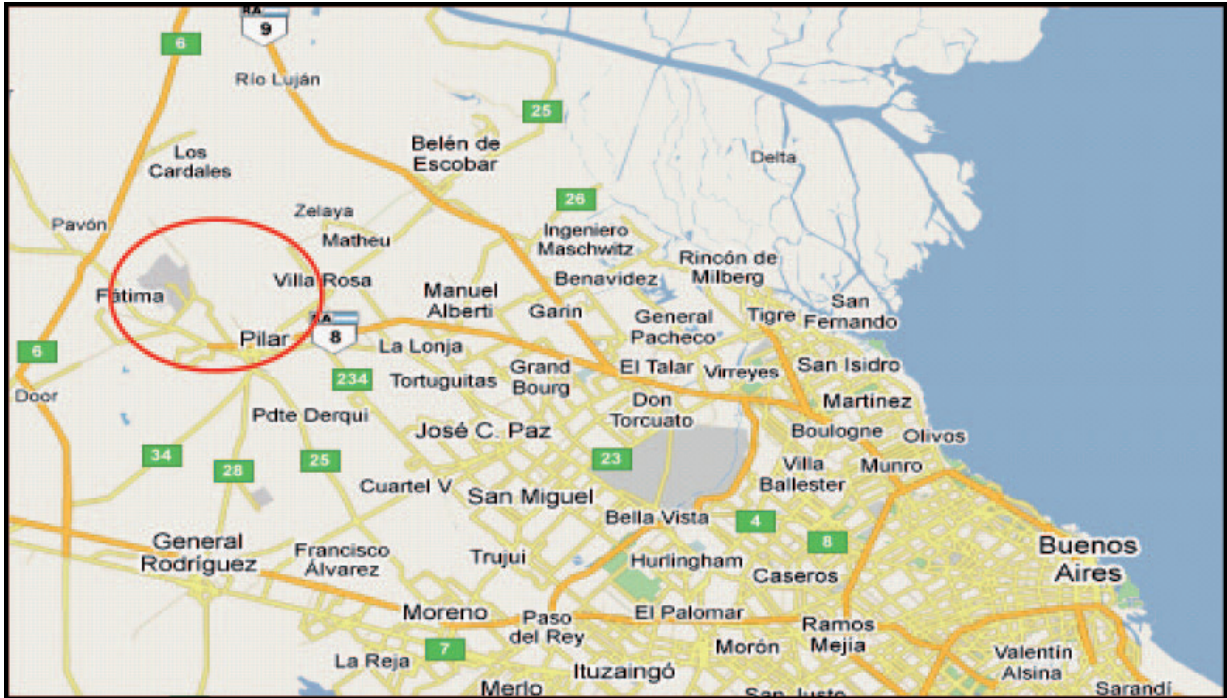 RA
9
6
Río Luján
25
Belén de
Escobar
Los
Cardales
Delta
26
Zelaya
Pavón
Matheu
Ingeniero
Maschwitz
Rincón de
Milberg
Villa Rosa
Benavidez
Fátima
Manuel
Alberti
Garin
General
Pacheco
Tigre
San
Fernando
RA
8
Pilar
6
La Lonja
Grand
Bourg
El Talar
Virreyes
San Isidro
234
Tortuguitas
Door
Don
Torcuato
Martinez
Pdte Derqui
José C. Paz
Boulogne
Olivos
34
28
25
23
Villa
Ballester
Munro
Cuartel V
San Miguel
Bella Vista
4
8
General
Rodríguez
Francisco
Álvarez
Trujui
Hurlingham
Caseros
Buenos
Aires
Moreno
Paso
del Rey
El Palomar
Ramos
Mejía
7
Morón
La Reja
Ituzaingó
Valentín
Alsina
Merlo
San Justo
Sarandí